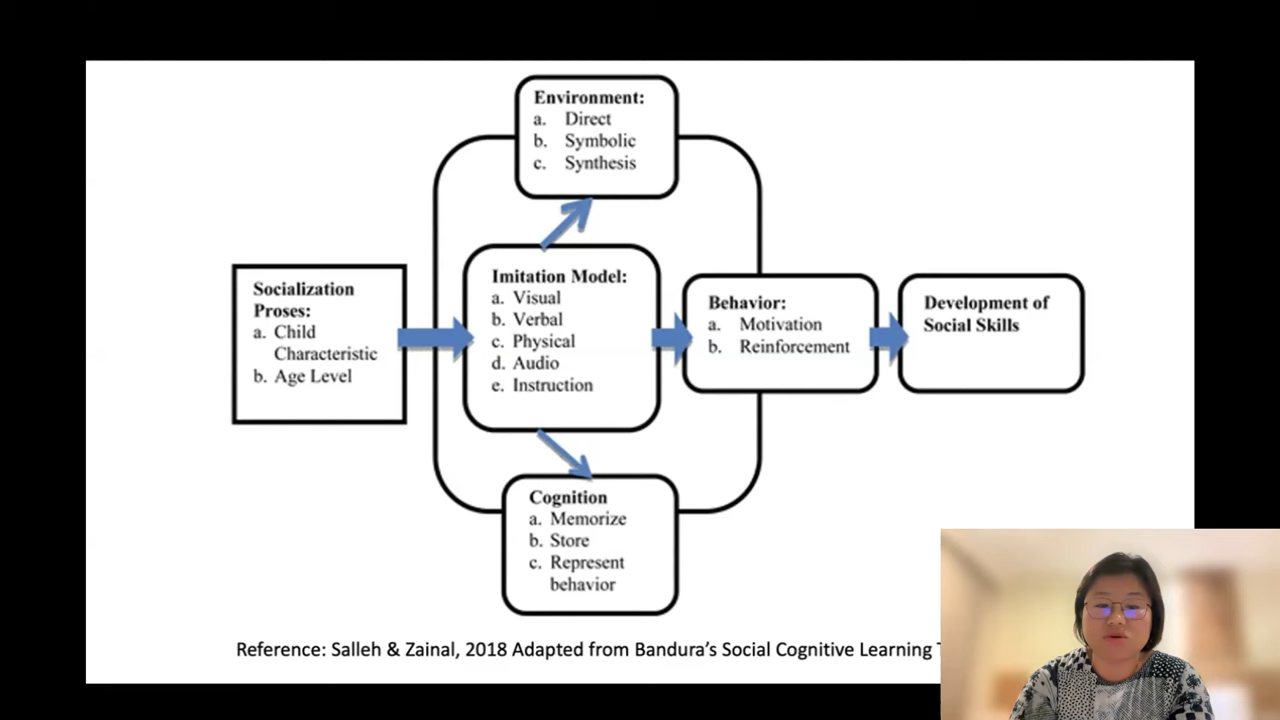 Environment:
a. Direct
b. Symbolic
c. Synthesis
Socialization
Proses:
a. Child
Characteristic
b. Age Level
Imitation Model:
a. Visual
b. Verbal
c. Physical
d. Audio
e. Instruction
Behavior:
a. Motivation
b. Reinforcement
Development of
Social Skills
Cognition
a. Memorize
b. Store
c. Represent
behavior
Reference: Salleh & Zainal, 2018 Adapted from Bandura's Social Cognitive Learning